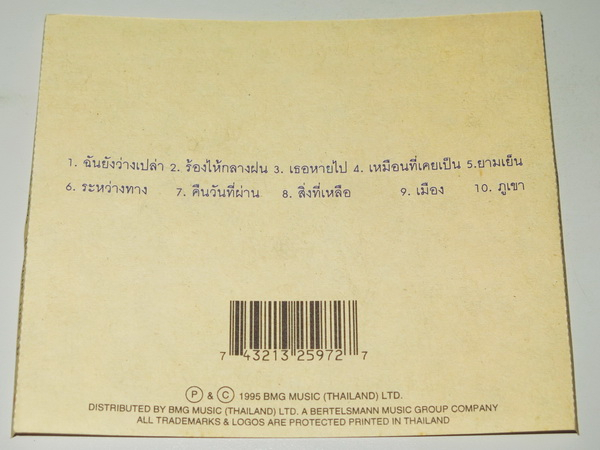 1. ฉันยังว่างเปล่า 2. ร้องไห้กลางฝน 3. เธอหายไป 4. เหมือนที่เคยเป็น 5.ยามเย็น
6. ระหว่างทาง 7. คืนวันที่ผ่าน 8. สิ่งที่เหลือ 9. เมือง 10. ภูเขา
7 43213 25972 7
Ⓟ & Ⓒ 1995 BMG MUSIC (THAILAND) LTD.
DISTRIBUTED BY BMG MUSIC (THAILAND) LTD. A BERTELSMANN MUSIC GROUP COMPANY
ALL TRADEMARKS & LOGOS ARE PROTECTED PRINTED IN THAILAND